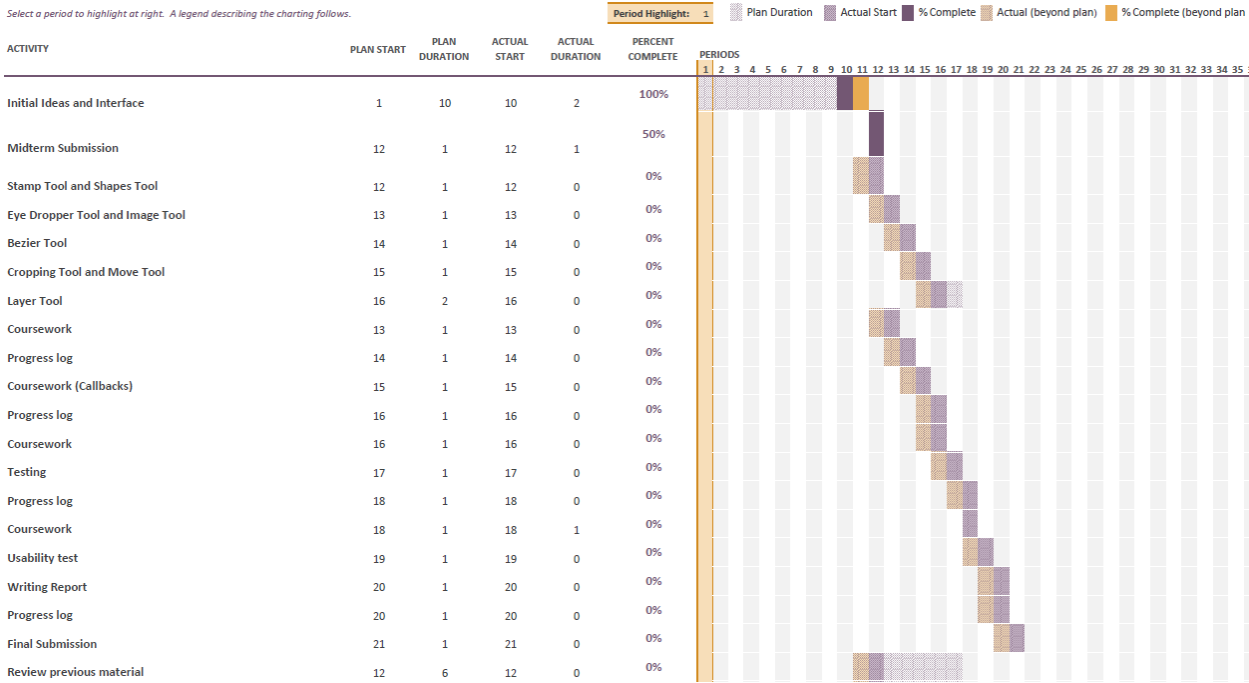 Select a period to highlight at right. A legend describing the charting follows.
Period Highlight: 1
Plan Duration Actual Start % Complete Actual (beyond plan) % Complete (beyond plan
ACTIVITY PLAN START PLAN DURATION ACTUAL START ACTUAL DURATION PERCENT COMPLETE PERIODS
1 2 3 4 5 6 7 8 9 10 11 12 13 14 15 16 17 18 19 20 21 22 23 24 25 26 27 28 29 30 31 32 33 34 35
Initial Ideas and Interface 1 10 10 2 100%
Midterm Submission 12 1 12 1 50%
Stamp Tool and Shapes Tool 12 1 12 0 0%
Eye Dropper Tool and Image Tool 13 1 13 0 0%
Bezier Tool 14 1 14 0 0%
Cropping Tool and Move Tool 15 1 15 0 0%
Layer Tool 16 2 16 0 0%
Coursework 13 1 13 0 0%
Progress log 14 1 14 0 0%
Coursework (Callbacks) 15 1 15 0 0%
Progress log 16 1 16 0 0%
Coursework 16 1 16 0 0%
Testing 17 1 17 0 0%
Progress log 18 1 18 0 0%
Coursework 18 1 18 1 0%
Usability test 19 1 19 0 0%
Writing Report 20 1 20 0 0%
Progress log 20 1 20 0 0%
Final Submission 21 1 21 0 0%
Review previous material 12 6 12 0 0%